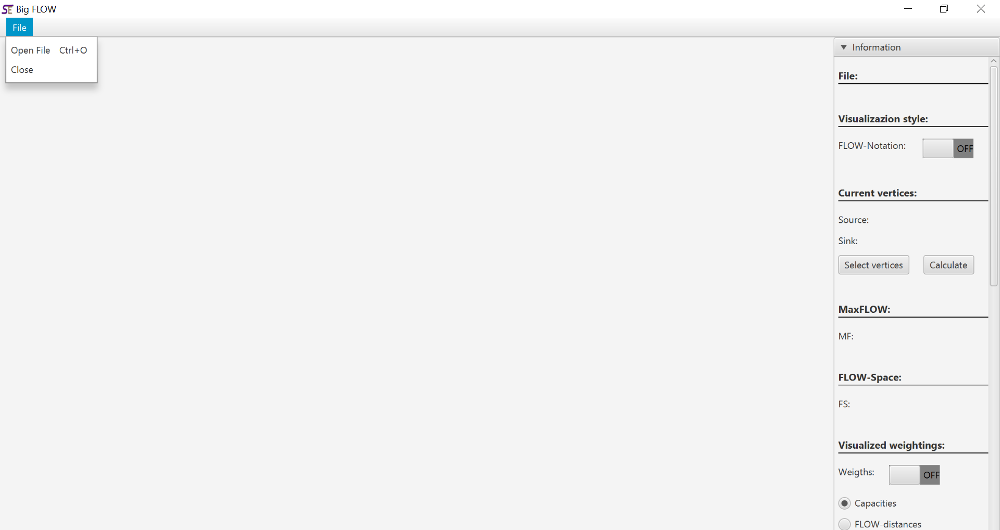 SE Big FLOW
File
Open File Ctrl+O
Close
Information
File:
Visualizazion style:
FLOW-Notation: OFF
Current vertices:
Source:
Sink:
Select vertices Calculate
MaxFLOW:
MF:
FLOW-Space:
FS:
Visualized weightings:
Weigths: OFF
Capacities
FLOW-distances